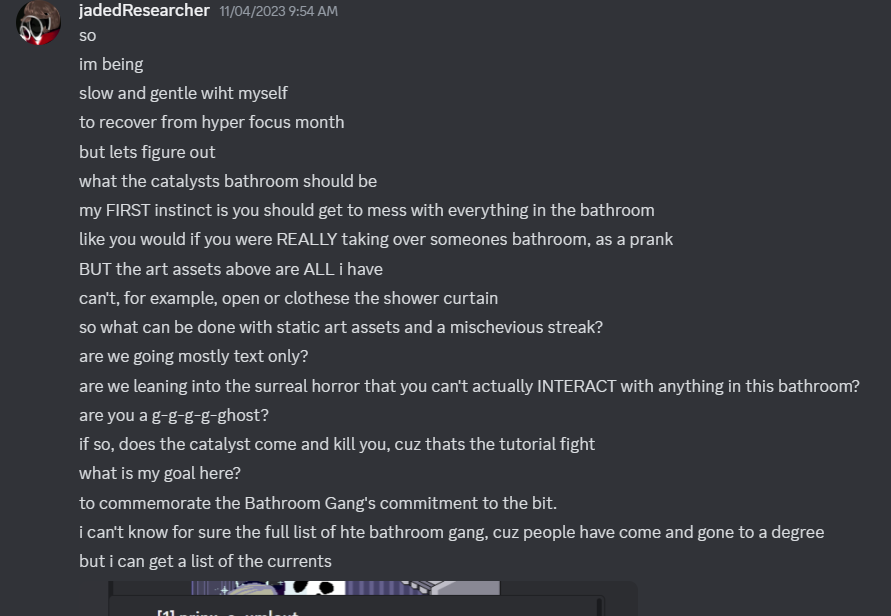 jadedResearcher 11/04/2023 9:54 AM
so
im being
slow and gentle wiht myself
to recover from hyper focus month
but lets figure out
what the catalysts bathroom should be
my FIRST instinct is you should get to mess with everything in the bathroom
like you would if you were REALLY taking over someones bathroom, as a prank
BUT the art assets above are ALL i have
can't, for example, open or clothese the shower curtain
so what can be done with static art assets and a mischevious streak?
are we going mostly text only?
are we leaning into the surreal horror that you can't actually INTERACT with anything in this bathroom?
are you a g-g-g-g-ghost?
if so, does the catalyst come and kill you, cuz thats the tutorial fight
what is my goal here?
to commemorate the Bathroom Gang's commitment to the bit.
i can't know for sure the full list of hte bathroom gang, cuz people have come and gone to a degree
but i can get a list of the currents
[1]